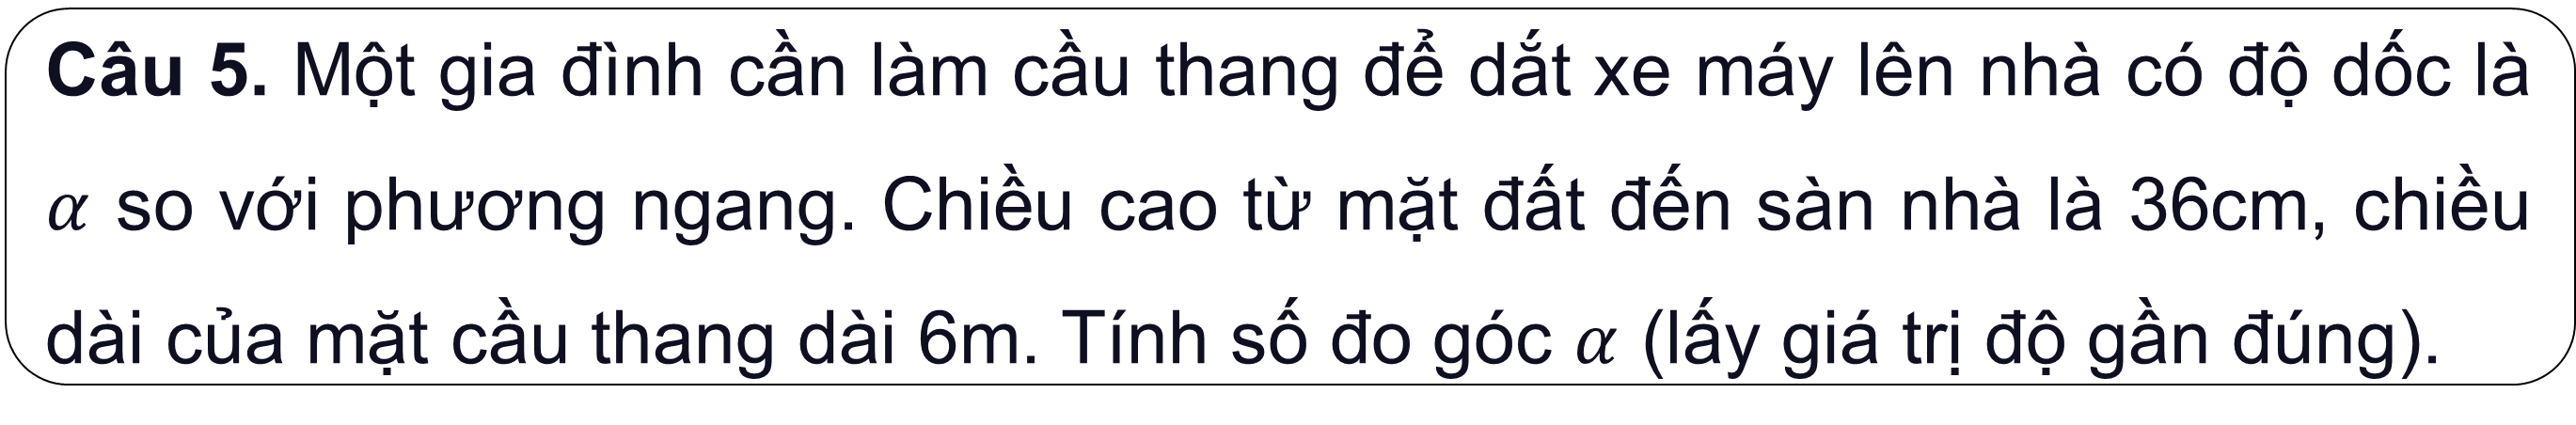 Câu 5. Một gia đình cần làm cầu thang để dắt xe máy lên nhà có độ dốc là
α so với phương ngang. Chiều cao từ mặt đất đến sàn nhà là 36cm, chiều
dài của mặt cầu thang dài 6m. Tính số đo góc α (lấy giá trị độ gần đúng).